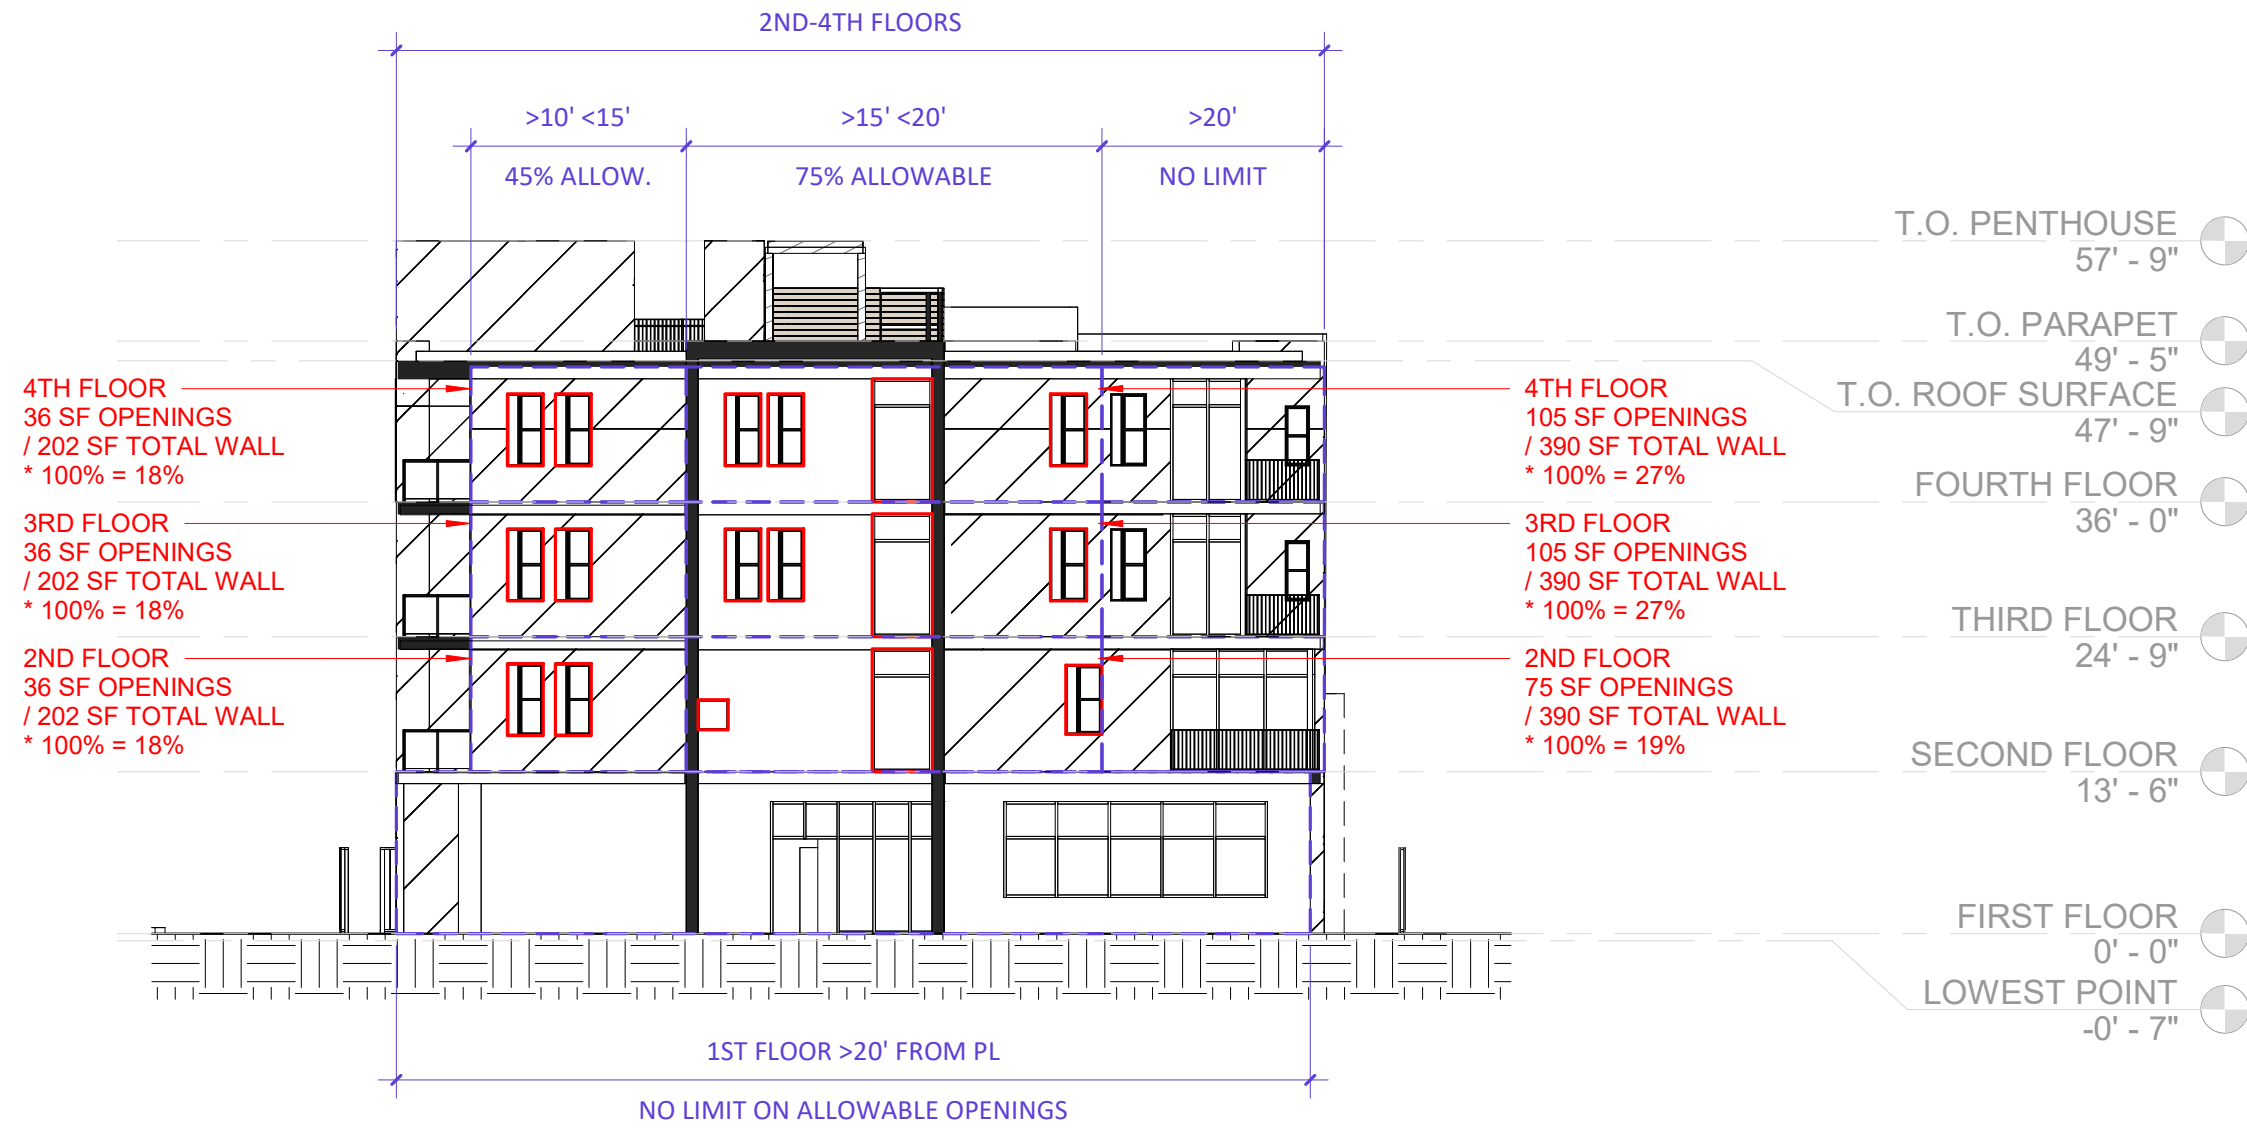 2ND-4TH FLOORS
>10' <15'
45% ALLOW.
>15' <20'
75% ALLOWABLE
>20'
NO LIMIT
4TH FLOOR
36 SF OPENINGS
/ 202 SF TOTAL WALL
* 100% = 18%
3RD FLOOR
36 SF OPENINGS
/ 202 SF TOTAL WALL
* 100% = 18%
2ND FLOOR
36 SF OPENINGS
/ 202 SF TOTAL WALL
* 100% = 18%
4TH FLOOR
105 SF OPENINGS
/ 390 SF TOTAL WALL
* 100% = 27%
3RD FLOOR
105 SF OPENINGS
/ 390 SF TOTAL WALL
* 100% = 27%
2ND FLOOR
75 SF OPENINGS
/ 390 SF TOTAL WALL
* 100% = 19%
T.O. PENTHOUSE
57' - 9"
T.O. PARAPET
49' - 5"
T.O. ROOF SURFACE
47' - 9"
FOURTH FLOOR
36' - 0"
THIRD FLOOR
24' - 9"
SECOND FLOOR
13' - 6"
FIRST FLOOR
0' - 0"
LOWEST POINT
-0' - 7"
1ST FLOOR >20' FROM PL
NO LIMIT ON ALLOWABLE OPENINGS